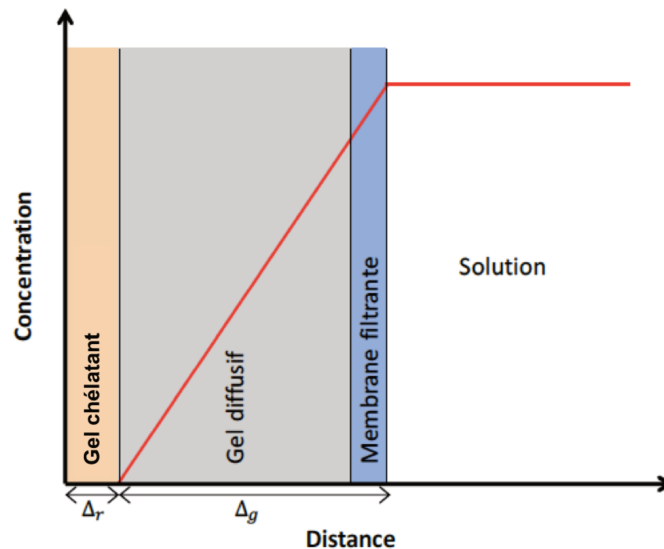 Concentration
Gel chélatant
Gel diffusif
Membrane filtrante
Solution
Δr
Δg
Distance